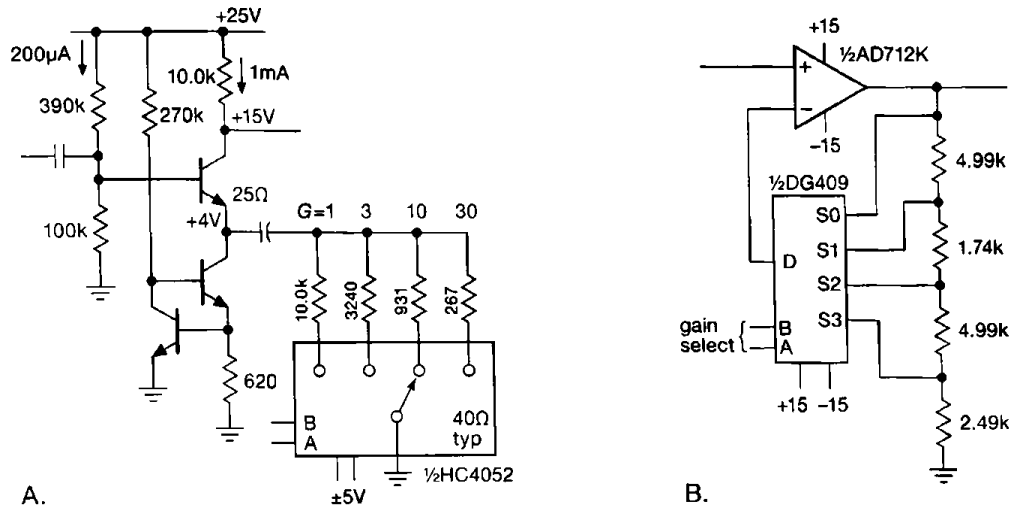 +25V
200µA
10.0k
1mA
390k
270k
+15V
25Ω
+4V
G=1 3 10 30
100k
10.0k
3240
931
267
620
B
A
40Ω
typ
½HC4052
±5V
A.
+15
½AD712K
+
−
−15
4.99k
½DG409
S0
S1
1.74k
D
S2
S3
4.99k
gain
select
B
A
+15 −15
2.49k
B.